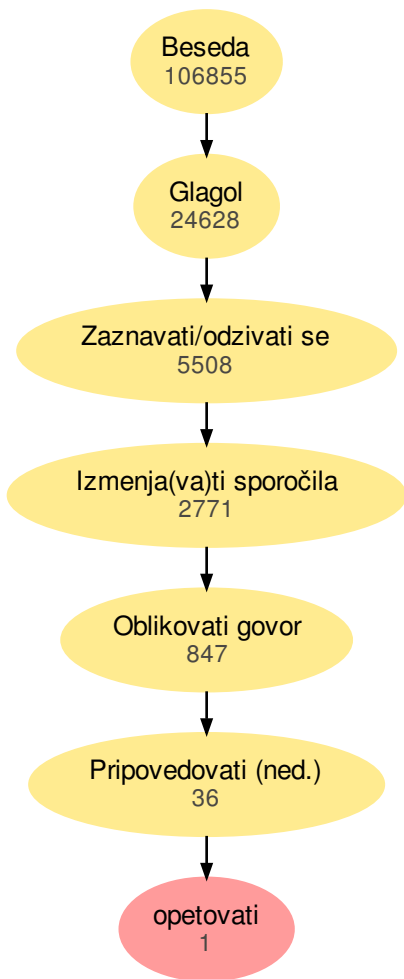 Beseda
106855
Glagol
24628
Zaznavati/odzivati se
5508
Izmenja(va)ti sporočila
2771
Oblikovati govor
847
Pripovedovati (ned.)
36
opetovati
1